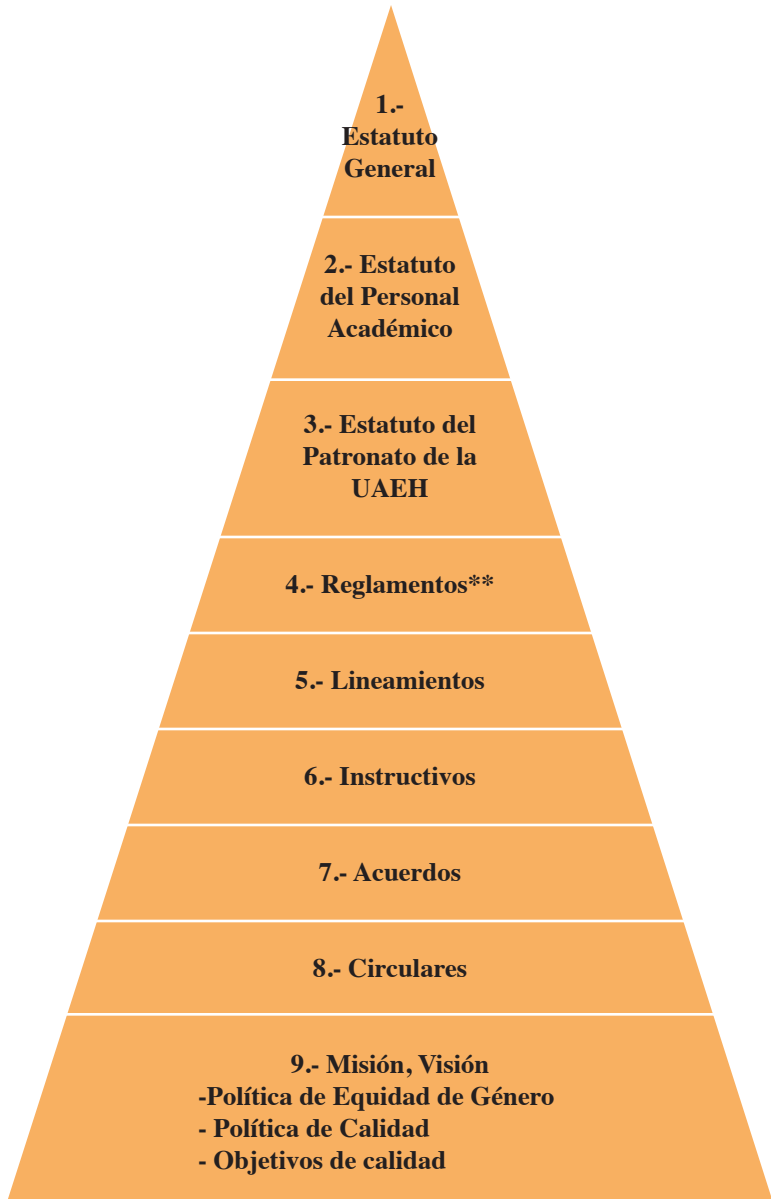 1.-
Estatuto
General
2.- Estatuto
del Personal
Académico
3.- Estatuto del
Patronato de la
UAEH
4.- Reglamentos**
5.- Lineamientos
6.- Instructivos
7.- Acuerdos
8.- Circulares
9.- Misión, Visión
-Política de Equidad de Género
- Política de Calidad
- Objetivos de calidad